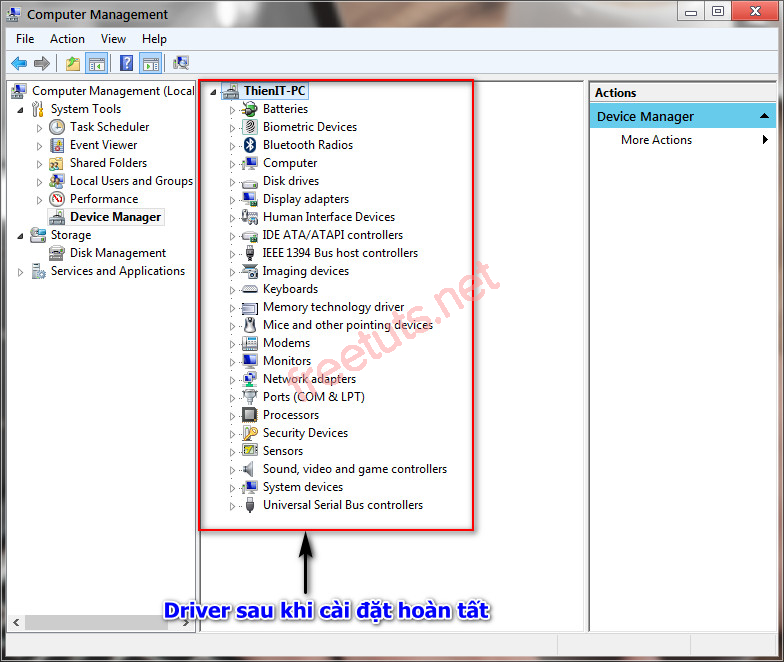 Computer Management
File Action View Help
Computer Management (Local
System Tools
Task Scheduler
Event Viewer
Shared Folders
Local Users and Groups
Performance
Device Manager
Storage
Disk Management
Services and Applications
ThienIT-PC
Batteries
Biometric Devices
Bluetooth Radios
Computer
Disk drives
Display adapters
Human Interface Devices
IDE ATA/ATAPI controllers
IEEE 1394 Bus host controllers
Imaging devices
Keyboards
Memory technology driver
Mice and other pointing devices
Modems
Monitors
Network adapters
Ports (COM & LPT)
Processors
Security Devices
Sensors
Sound, video and game controllers
System devices
Universal Serial Bus controllers
Actions
Device Manager
More Actions
freetuts.net
Driver sau khi cài đặt hoàn tất